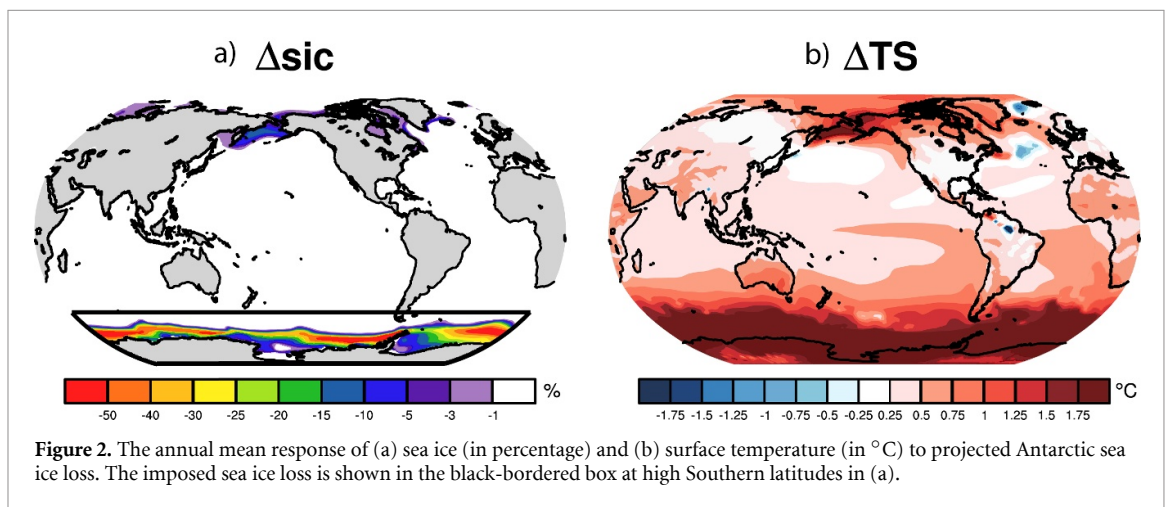 a) Δsic
b) ΔTS
%
-50 -40 -30 -25 -20 -15 -10 -5 -3 -1
°C
-1.75 -1.5 -1.25 -1 -0.75 -0.5 -0.25 0.25 0.5 0.75 1 1.25 1.5 1.75
Figure 2. The annual mean response of (a) sea ice (in percentage) and (b) surface temperature (in °C) to projected Antarctic sea
ice loss. The imposed sea ice loss is shown in the black-bordered box at high Southern latitudes in (a).